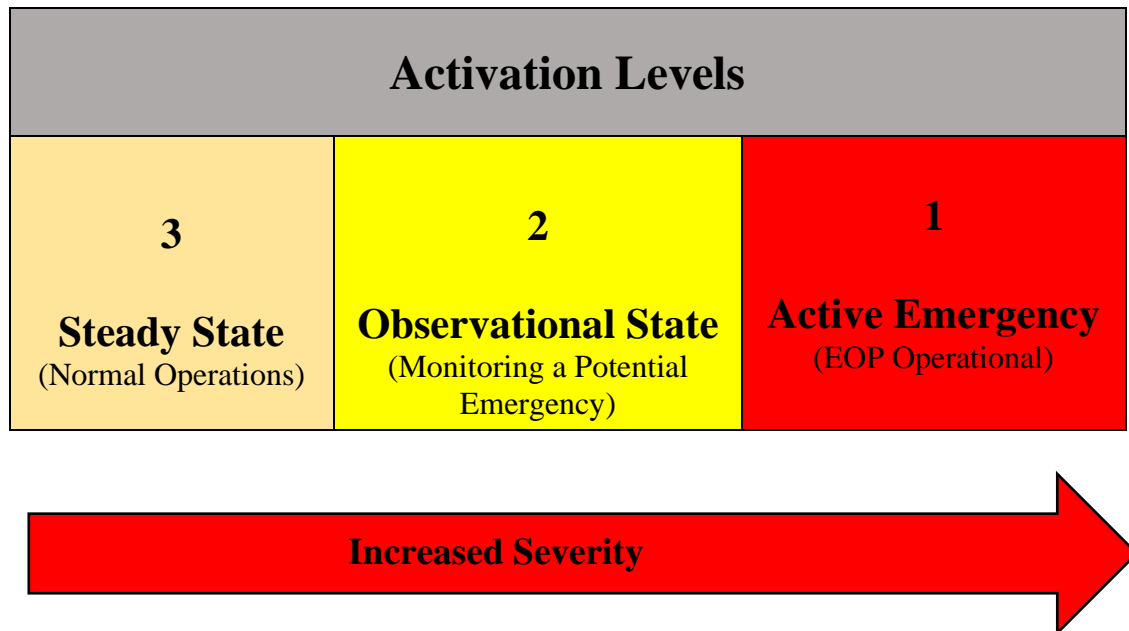 Activation Levels
3
Steady State
(Normal Operations)
2
Observational State
(Monitoring a Potential
Emergency)
1
Active Emergency
(EOP Operational)
Increased Severity